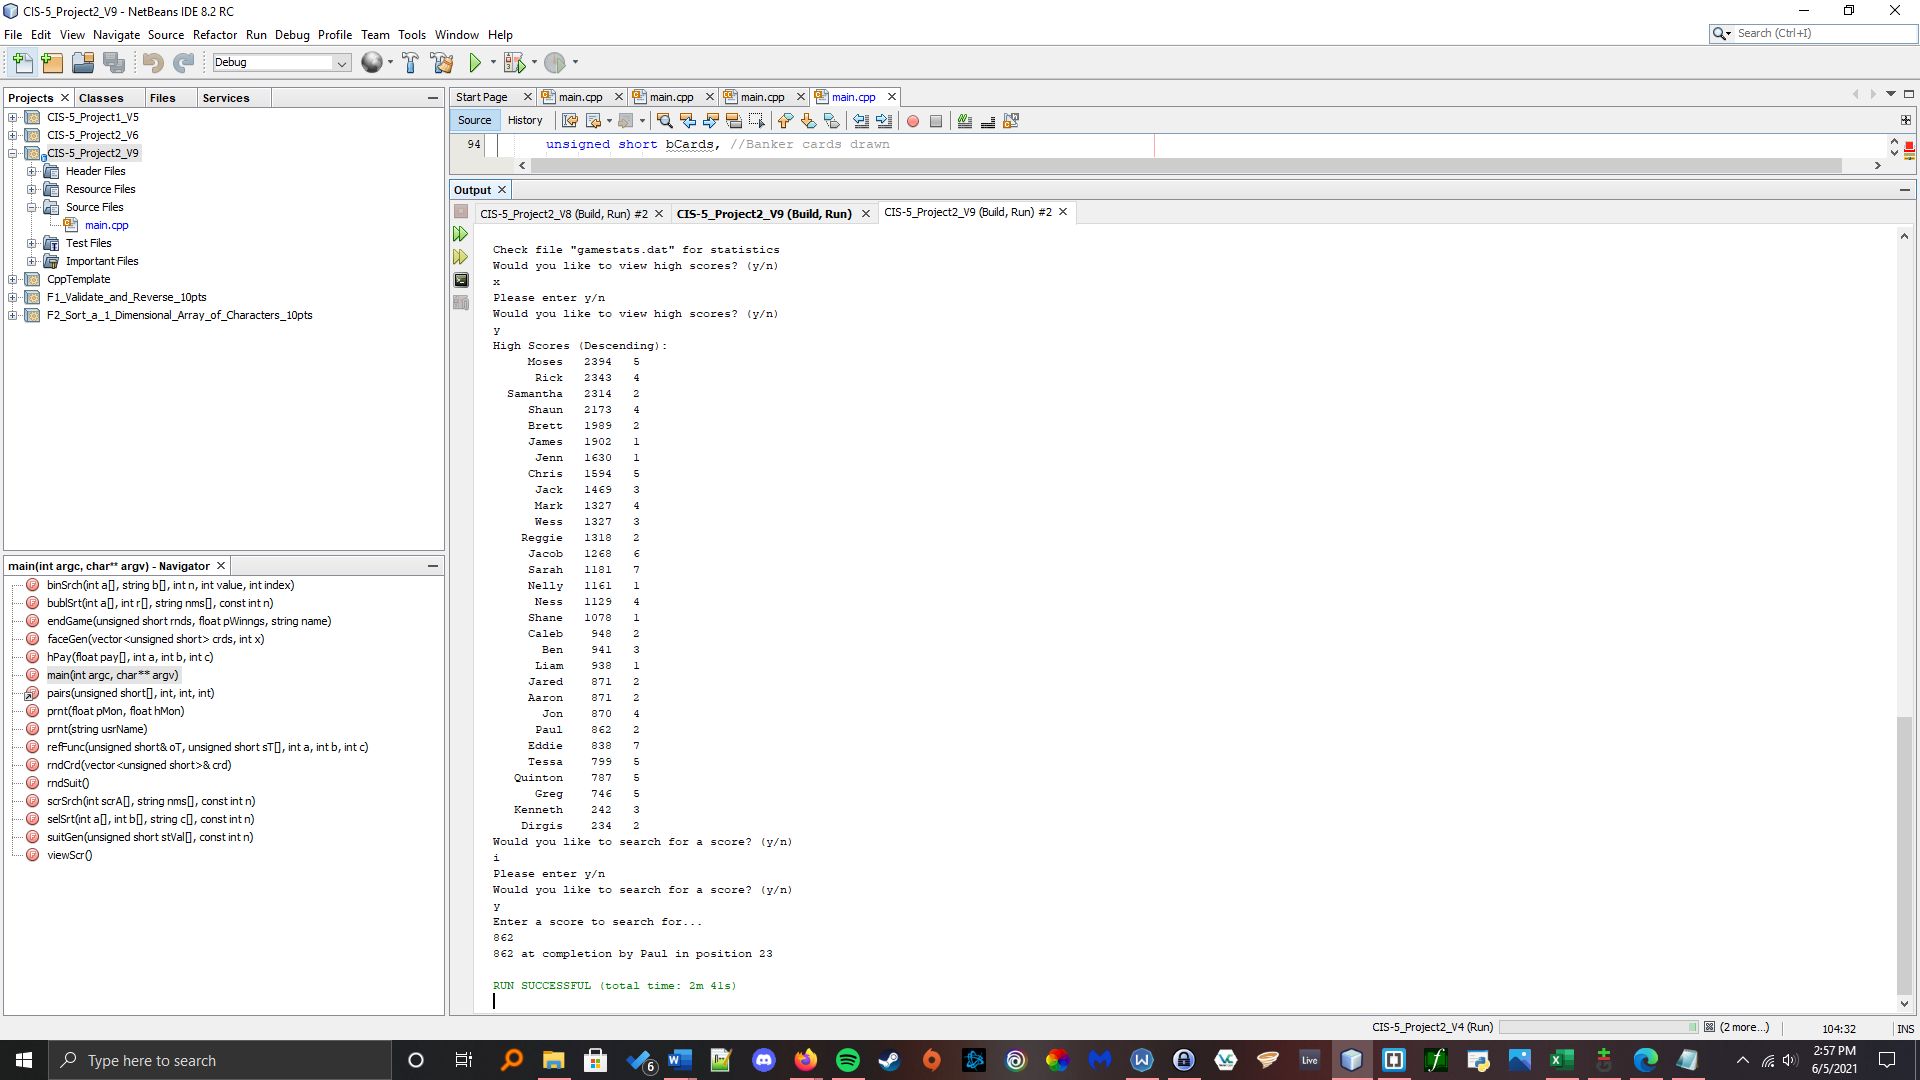 CIS-5_Project2_V9 - NetBeans IDE 8.2 RC
File Edit View Navigate Source Refactor Run Debug Profile Team Tools Window Help
Search (Ctrl+I)
Debug
Projects Classes Files Services
CIS-5_Project1_V5
CIS-5_Project2_V6
CIS-5_Project2_V9
Header Files
Resource Files
Source Files
main.cpp
Test Files
Important Files
CppTemplate
F1_Validate_and_Reverse_10pts
F2_Sort_a_1_Dimensional_Array_of_Characters_10pts
main(int argc, char** argv) - Navigator
binSrch(int a[], string b[], int n, int value, int index)
bublSrt(int a[], int r[], string nms[], const int n)
endGame(unsigned short rnds, float pWinngs, string name)
faceGen(vector<unsigned short> crds, int x)
hPay(float pay[], int a, int b, int c)
main(int argc, char** argv)
pairs(unsigned short[], int, int, int)
prnt(float pMon, float hMon)
prnt(string usrName)
refFunc(unsigned short& oT, unsigned short sT[], int a, int b, int c)
rndCrd(vector<unsigned short>& crd)
rndSuit()
scrSrch(int scrA[], string nms[], const int n)
selSrt(int a[], int b[], string c[], const int n)
suitGen(unsigned short stVal[], const int n)
viewScr()
Start Page main.cpp main.cpp main.cpp main.cpp
Source History
94 unsigned short bCards, //Banker cards drawn
Output
CIS-5_Project2_V8 (Build, Run) #2 CIS-5_Project2_V9 (Build, Run) CIS-5_Project2_V9 (Build, Run) #2
Check file "gamestats.dat" for statistics
Would you like to view high scores? (y/n)
x
Please enter y/n
Would you like to view high scores? (y/n)
y
High Scores (Descending):
Moses 2394 5
Rick 2343 4
Samantha 2314 2
Shaun 2173 4
Brett 1989 2
James 1902 1
Jenn 1630 1
Chris 1594 5
Jack 1469 3
Mark 1327 4
Wess 1327 3
Reggie 1318 2
Jacob 1268 6
Sarah 1181 7
Nelly 1161 1
Ness 1129 4
Shane 1078 1
Caleb 948 2
Ben 941 3
Liam 938 1
Jared 871 2
Aaron 871 2
Jon 870 4
Paul 862 2
Eddie 838 7
Tessa 799 5
Quinton 787 5
Greg 746 5
Kenneth 242 3
Dirgis 234 2
Would you like to search for a score? (y/n)
i
Please enter y/n
Would you like to search for a score? (y/n)
y
Enter a score to search for...
862
862 at completion by Paul in position 23
RUN SUCCESSFUL (total time: 2m 41s)
CIS-5_Project2_V4 (Run) (2 more...) 104:32 INS
Type here to search
6
Live
2:57 PM
6/5/2021